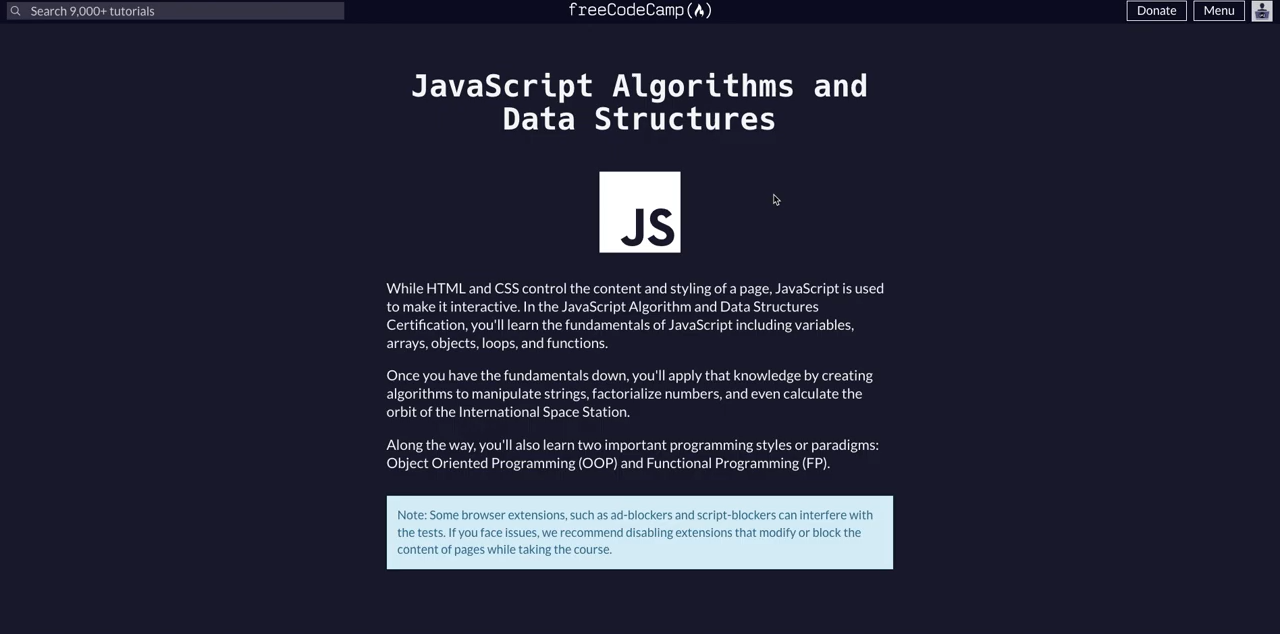 Search 9,000+ tutorials
freeCodeCamp
Donate
Menu
JavaScript Algorithms and
Data Structures
JS
While HTML and CSS control the content and styling of a page, JavaScript is used
to make it interactive. In the JavaScript Algorithm and Data Structures
Certification, you'll learn the fundamentals of JavaScript including variables,
arrays, objects, loops, and functions.
Once you have the fundamentals down, you'll apply that knowledge by creating
algorithms to manipulate strings, factorialize numbers, and even calculate the
orbit of the International Space Station.
Along the way, you'll also learn two important programming styles or paradigms:
Object Oriented Programming (OOP) and Functional Programming (FP).
Note: Some browser extensions, such as ad-blockers and script-blockers can interfere with
the tests. If you face issues, we recommend disabling extensions that modify or block the
content of pages while taking the course.